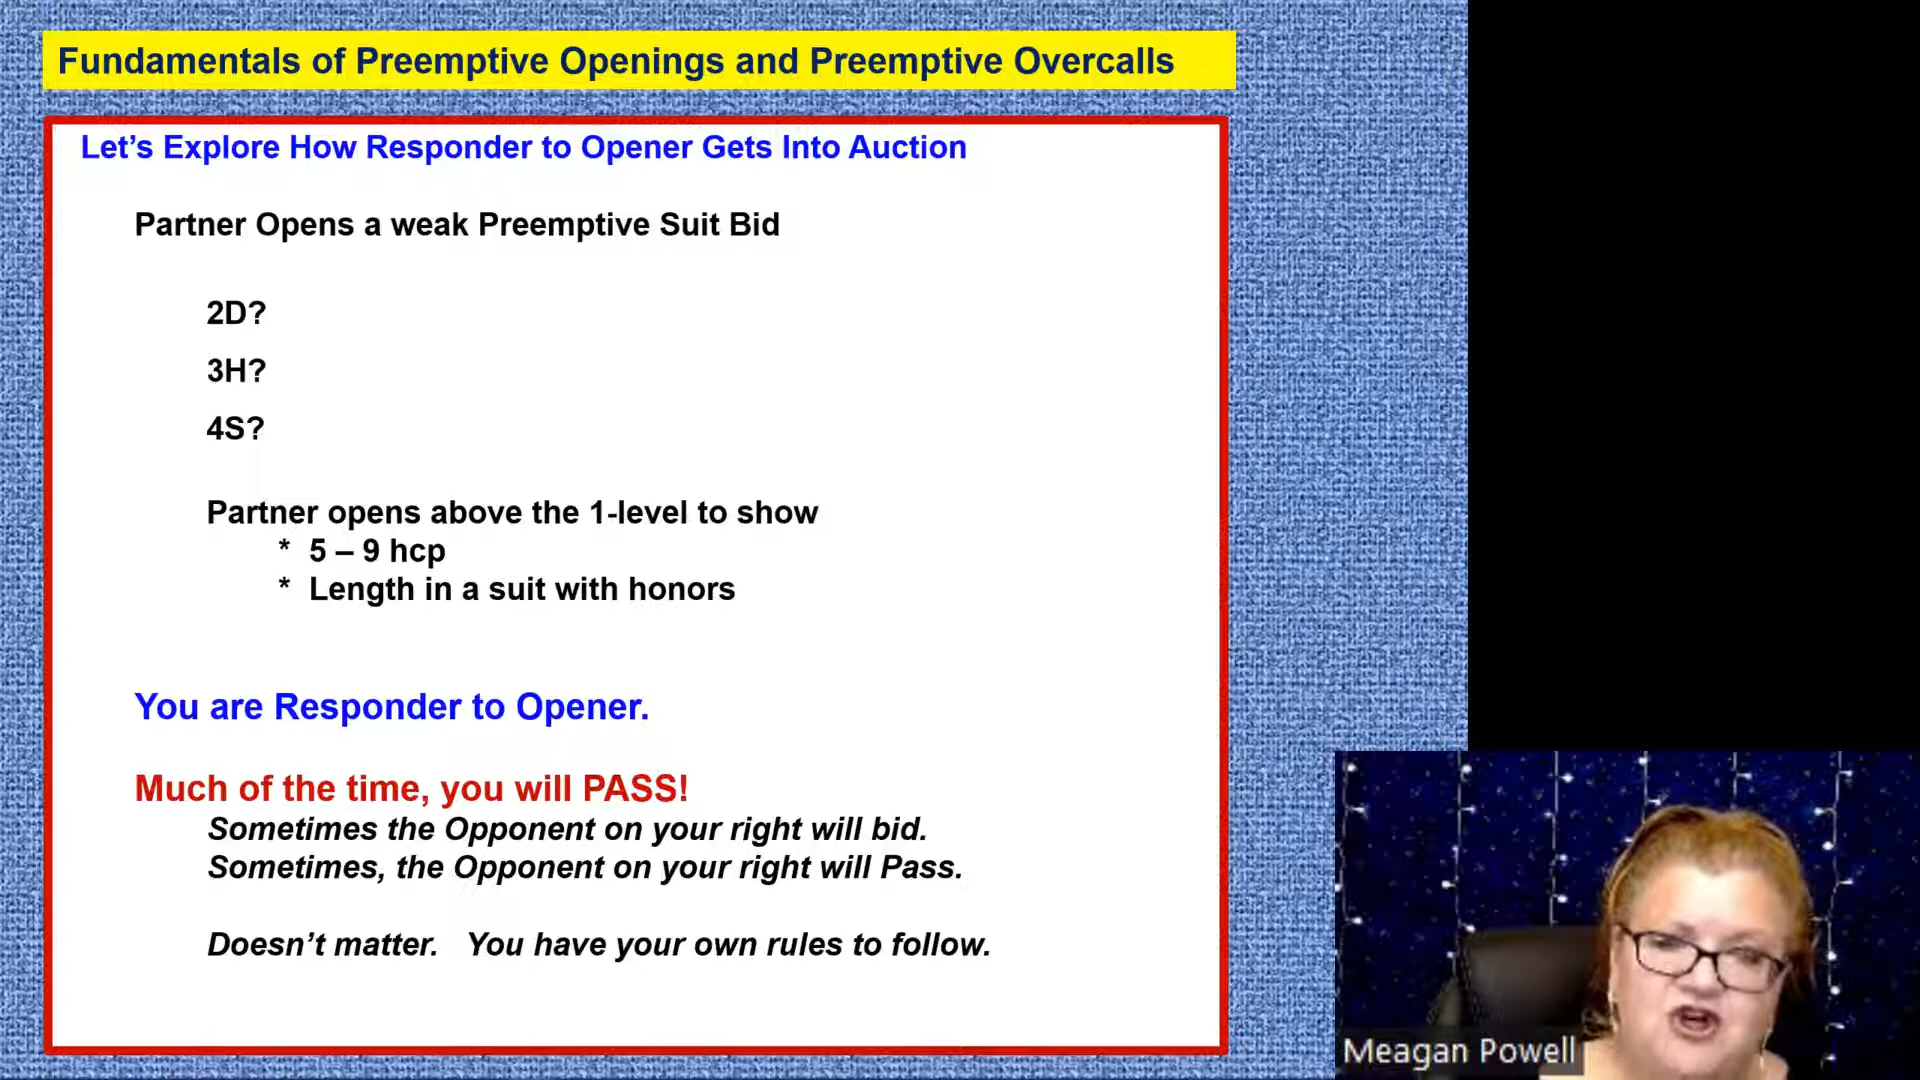 Fundamentals of Preemptive Openings and Preemptive Overcalls
Let’s Explore How Responder to Opener Gets Into Auction
Partner Opens a weak Preemptive Suit Bid
2D?
3H?
4S?
Partner opens above the 1-level to show
* 5 – 9 hcp
* Length in a suit with honors
You are Responder to Opener.
Much of the time, you will PASS!
Sometimes the Opponent on your right will bid.
Sometimes, the Opponent on your right will Pass.
Doesn’t matter. You have your own rules to follow.
Meagan Powell